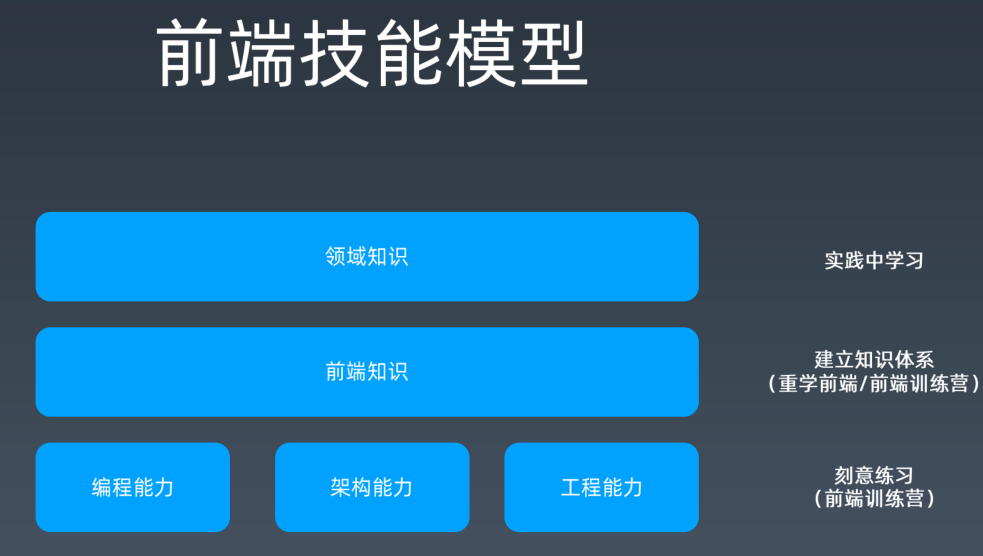 前端技能模型
领域知识
实践中学习
前端知识
建立知识体系
（重学前端/前端训练营）
编程能力
架构能力
工程能力
刻意练习
（前端训练营）